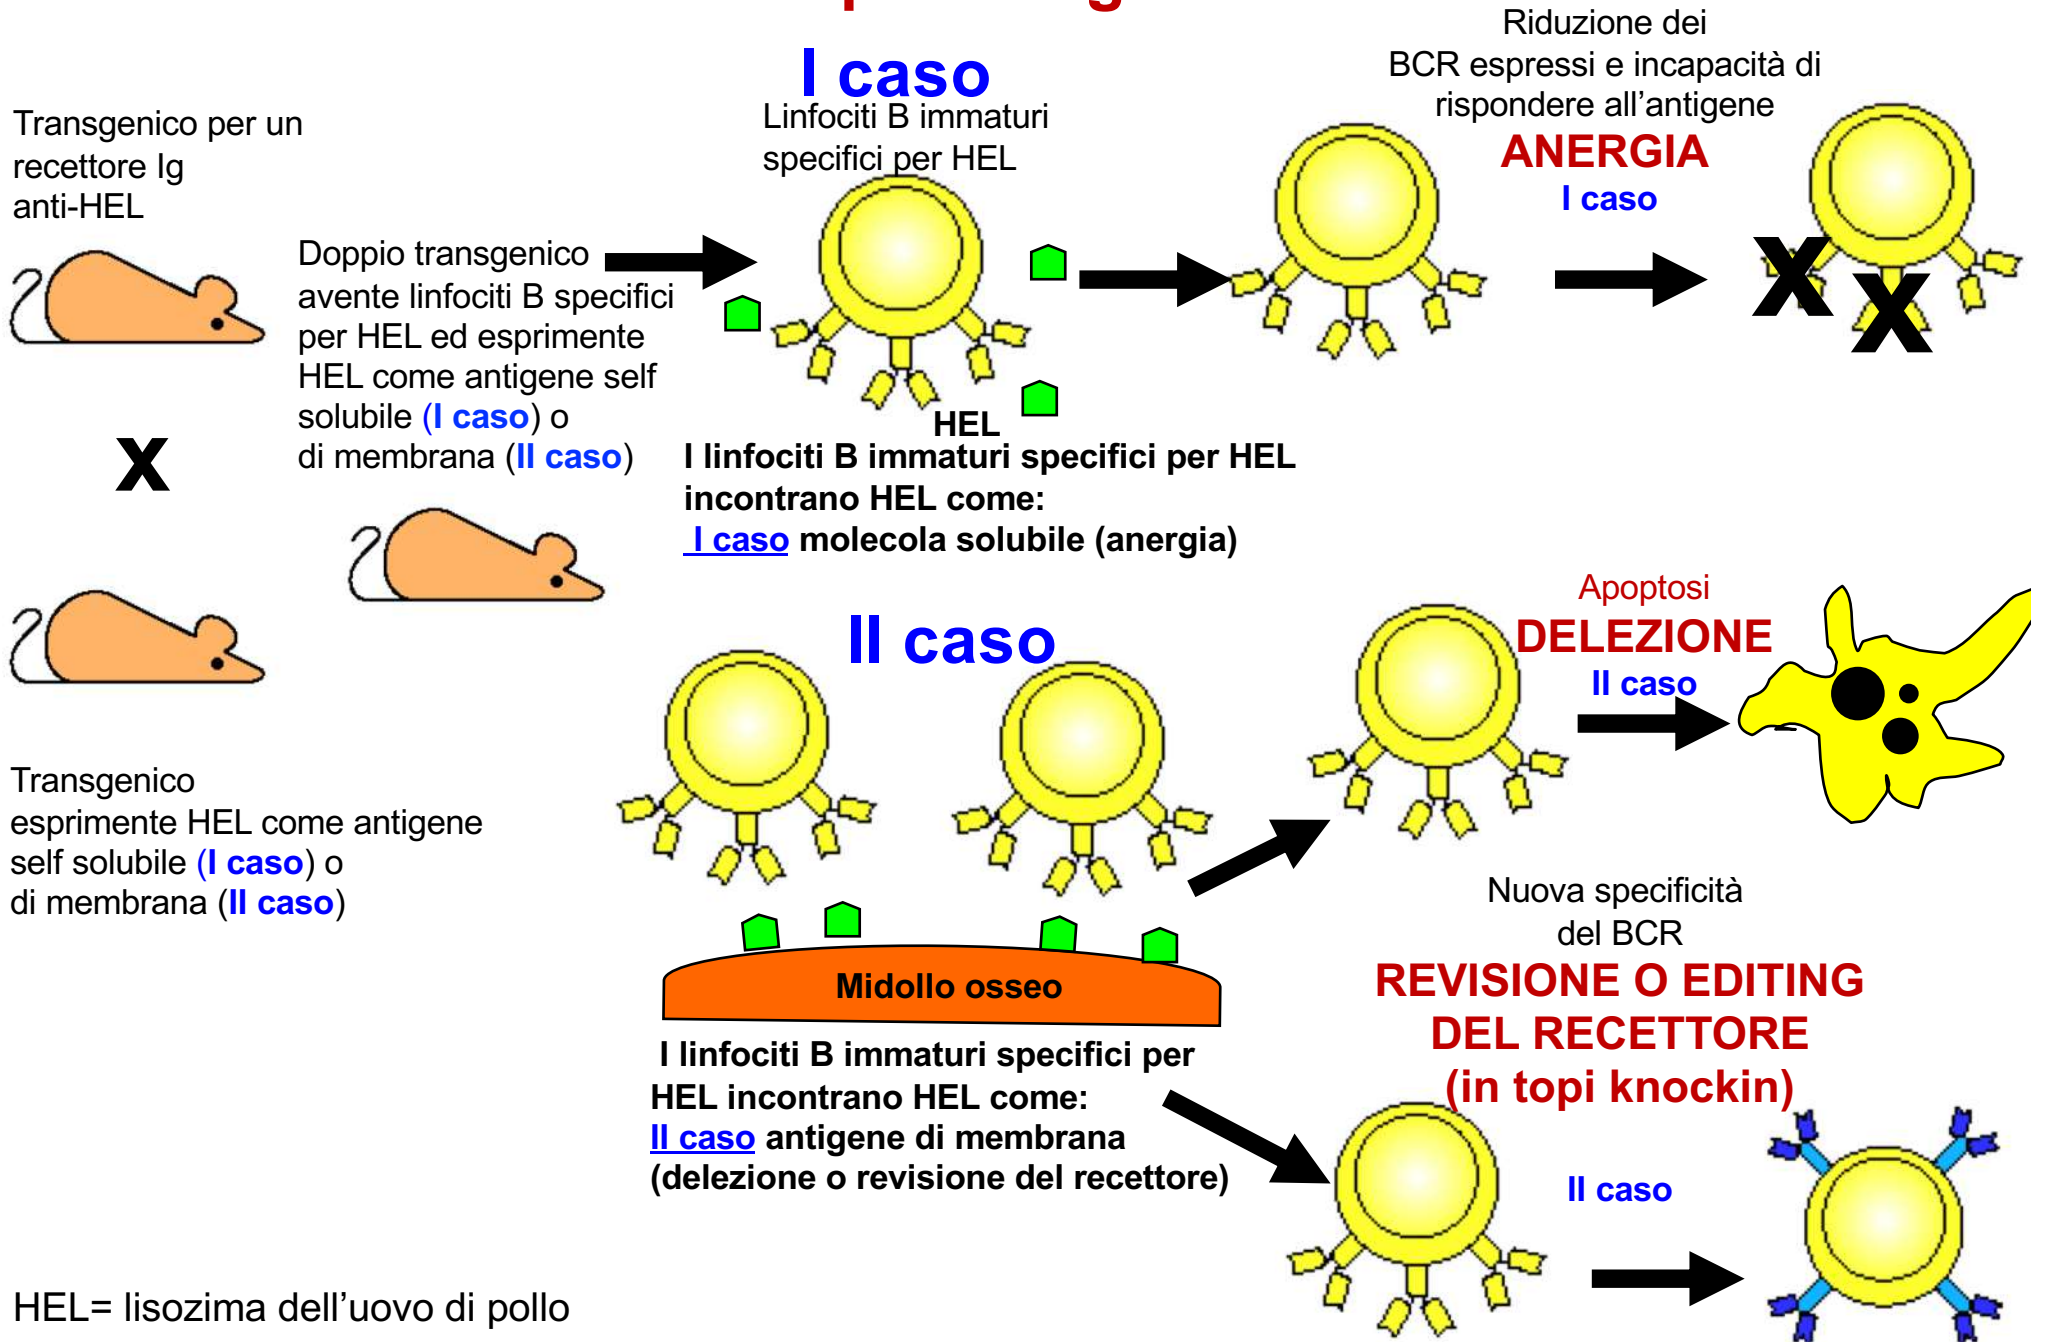 I caso
Transgenico per un
recettore Ig
anti-HEL
Doppio transgenico
avente linfociti B specifici
per HEL ed esprimente
HEL come antigene self
solubile (I caso) o
di membrana (II caso)
x
Transgenico
esprimente HEL come antigene
self solubile (I caso) o
di membrana (II caso)
Linfociti B immaturi
specifici per HEL
HEL
I linfociti B immaturi specifici per HEL
incontrano HEL come:
I caso molecola solubile (anergia)
Riduzione dei
BCR espressi e incapacità di
rispondere all'antigene
ANERGIA
I caso
X
X
II caso
Midollo osseo
I linfociti B immaturi specifici per
HEL incontrano HEL come:
II caso antigene di membrana
(delezione o revisione del recettore)
Apoptosi
DELEZIONE
II caso
Nuova specificità
del BCR
REVISIONE O EDITING
DEL RECETTORE
(in topi knockin)
II caso
HEL= lisozima dell'uovo di pollo